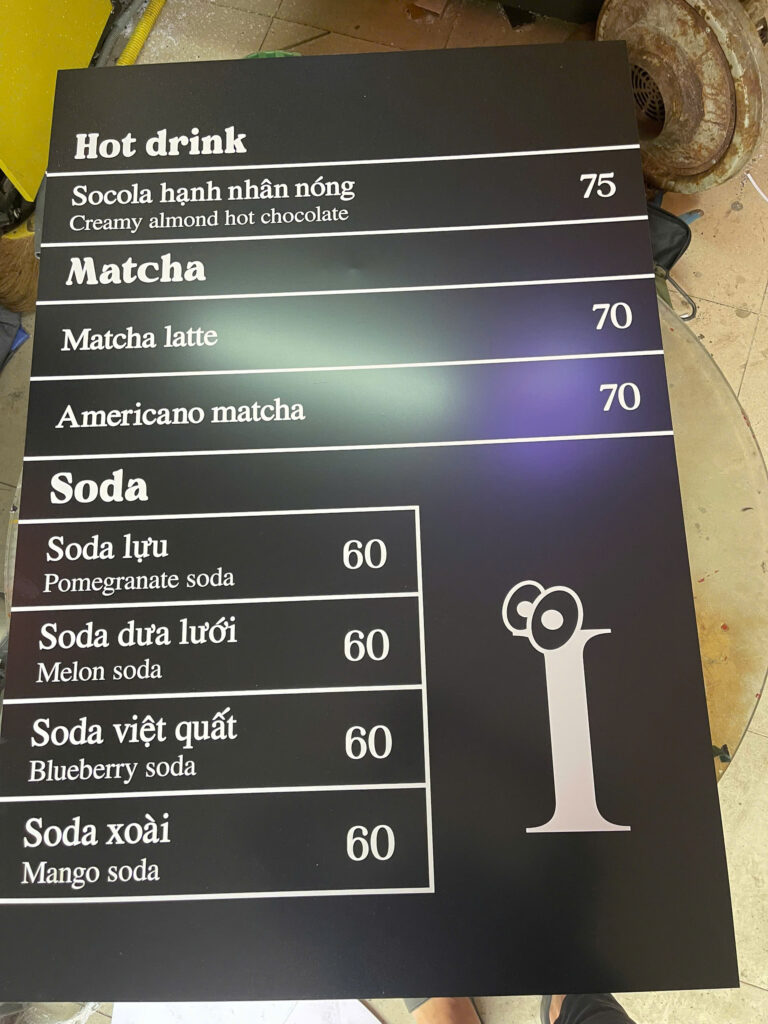 Hot drink
Socola hạnh nhân nóng 75
Creamy almond hot chocolate
Matcha
Matcha latte 70
Americano matcha 70
Soda
Soda lựu 60
Pomegranate soda
Soda dưa lưới 60
Melon soda
Soda việt quất 60
Blueberry soda
Soda xoài 60
Mango soda